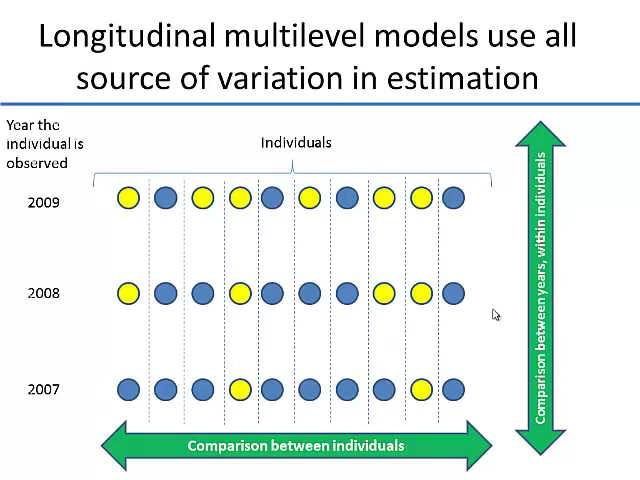 Longitudinal multilevel models use all
source of variation in estimation
Year the
individual is
observed
Individuals
2009
2008
2007
Comparison between individuals
Comparison between years, within individuals